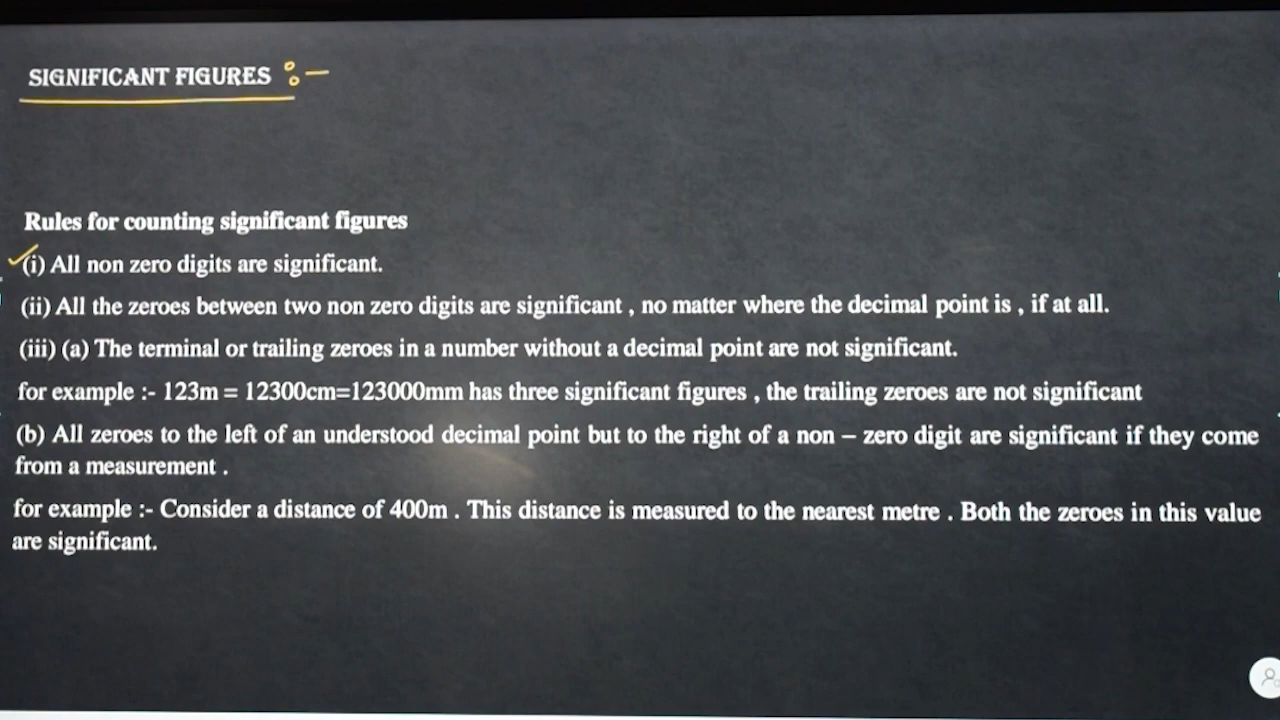 SIGNIFICANT FIGURES :-
Rules for counting significant figures
(i) All non zero digits are significant.
(ii) All the zeroes between two non zero digits are significant , no matter where the decimal point is , if at all.
(iii) (a) The terminal or trailing zeroes in a number without a decimal point are not significant.
for example :- 123m = 12300cm=123000mm has three significant figures , the trailing zeroes are not significant
(b) All zeroes to the left of an understood decimal point but to the right of a non – zero digit are significant if they come
from a measurement .
for example :- Consider a distance of 400m . This distance is measured to the nearest metre . Both the zeroes in this value
are significant.